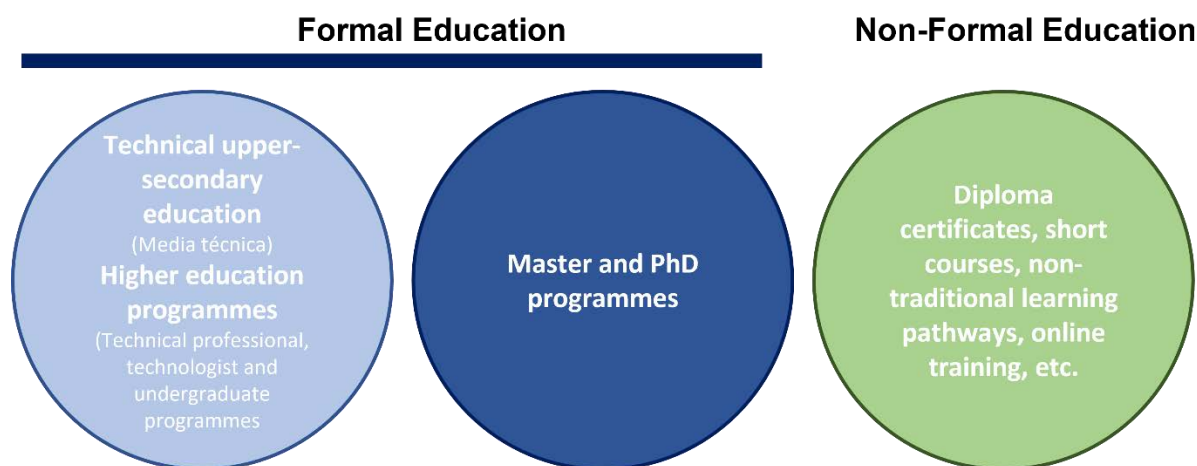 Formal Education
Non-Formal Education
Technical upper-
secondary
education
(Media técnica)
Higher education
programmes
(Technical professional,
technologist and
undergraduate
programmes
Master and PhD
programmes
Diploma
certificates, short
courses, non-
traditional learning
pathways, online
training, etc.